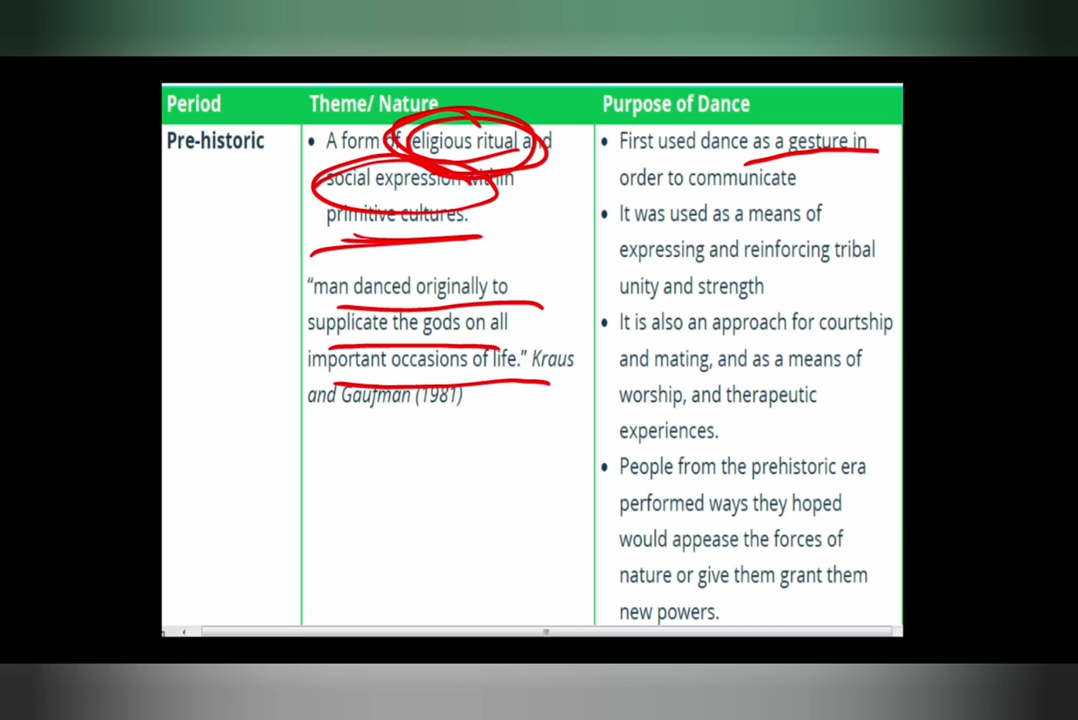 Period Theme/ Nature Purpose of Dance
Pre-historic
• A form of religious ritual and
social expression within
primitive cultures.
“man danced originally to
supplicate the gods on all
important occasions of life.” Kraus
and Gaufman (1981)
• First used dance as a gesture in
order to communicate
• It was used as a means of
expressing and reinforcing tribal
unity and strength
• It is also an approach for courtship
and mating, and as a means of
worship, and therapeutic
experiences.
• People from the prehistoric era
performed ways they hoped
would appease the forces of
nature or give them grant them
new powers.